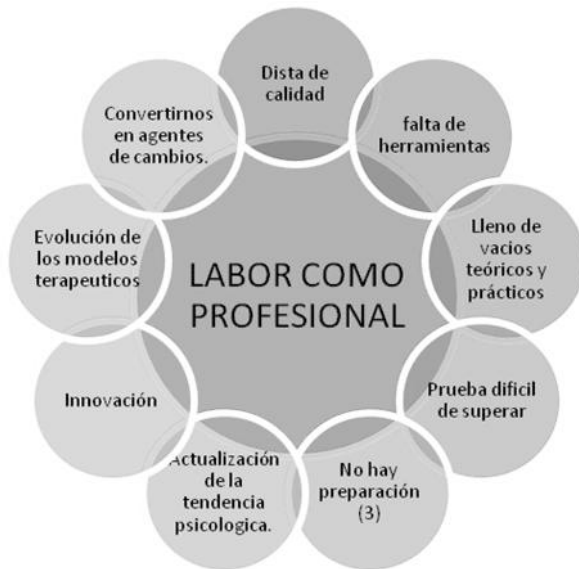 Dista de
calidad
falta de
herramientas
Lleno de
vacios
teóricos y
prácticos
Prueba dificil
de superar
No hay
preparación
(3)
Actualización
de la
tendencia
psicologica.
Innovación
Evolución de
los modelos
terapeuticos
Convertirnos
en agentes
de cambios.
LABOR COMO
PROFESIONAL